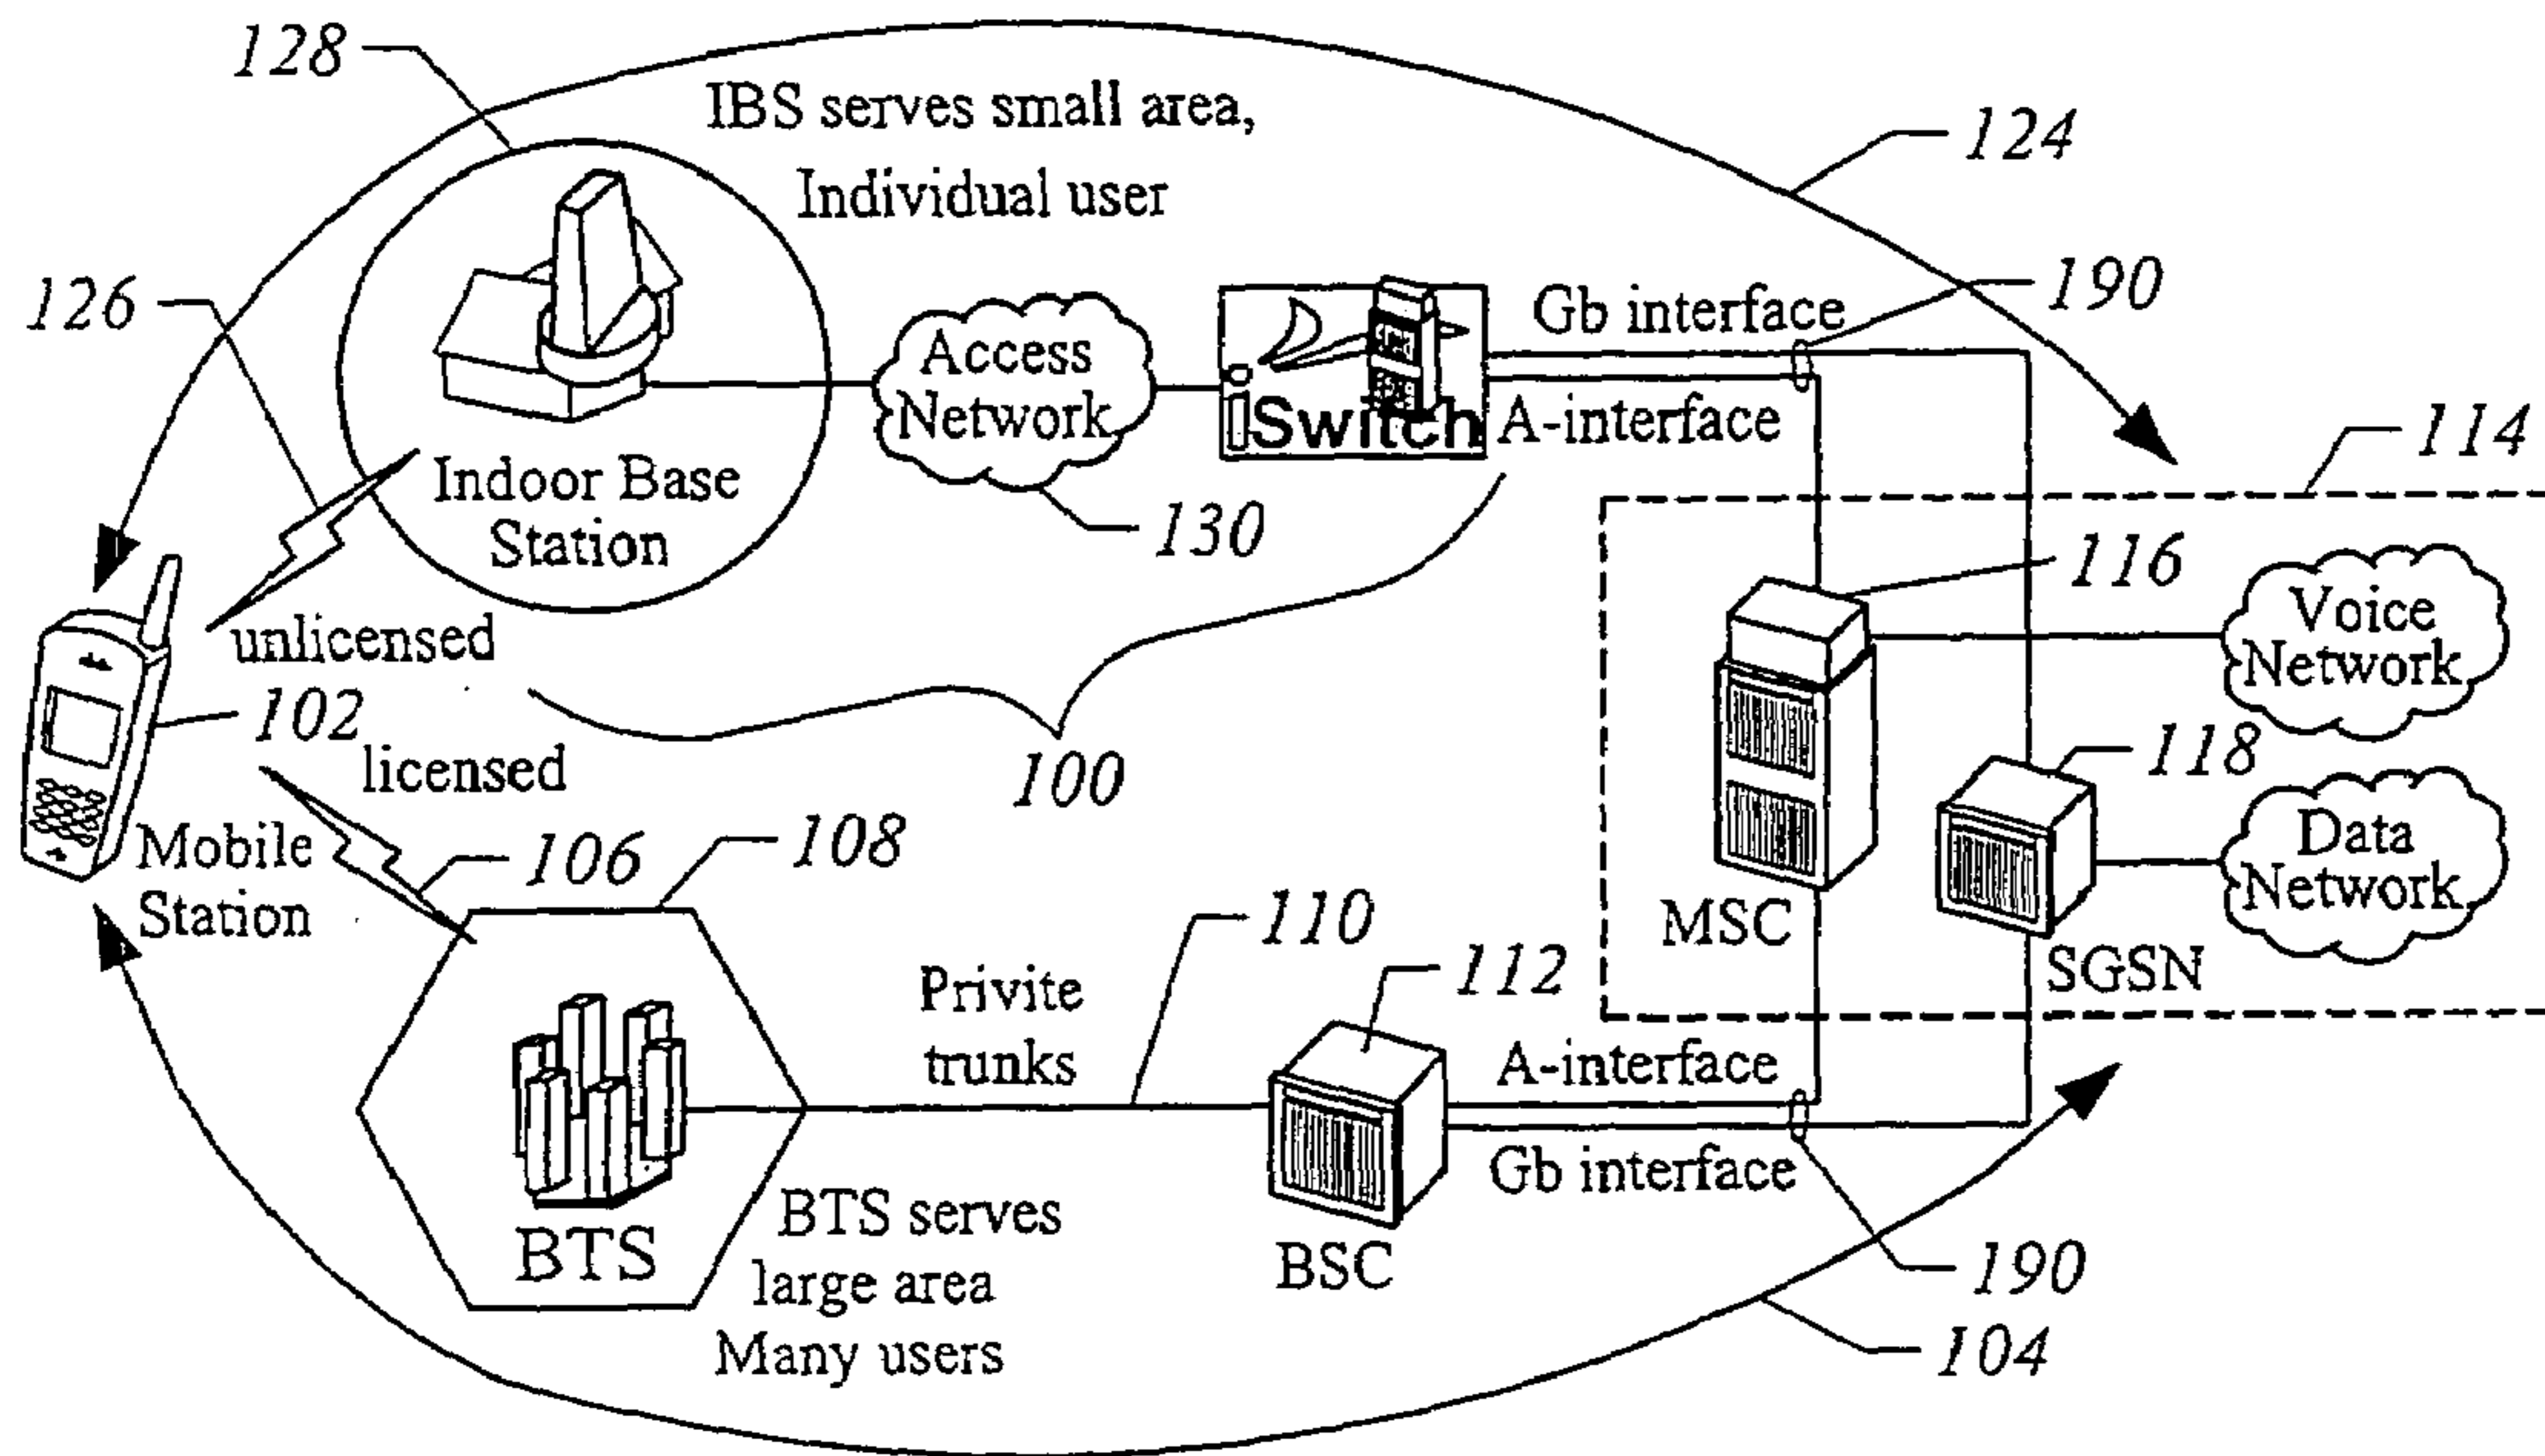 128
IBS serves small area,
Individual user
124
126
190
Gb interface
Access
Network
iSwitch
A-interface
114
Indoor Base
Station
130
116
Voice
Network
unlicensed
102
licensed
100
118
Mobile
Station
106
108
Data
Network
MSC
SGSN
110
112
Privite
trunks
A-interface
Gb interface
BTS
BTS serves
large area
Many users
BSC
190
104